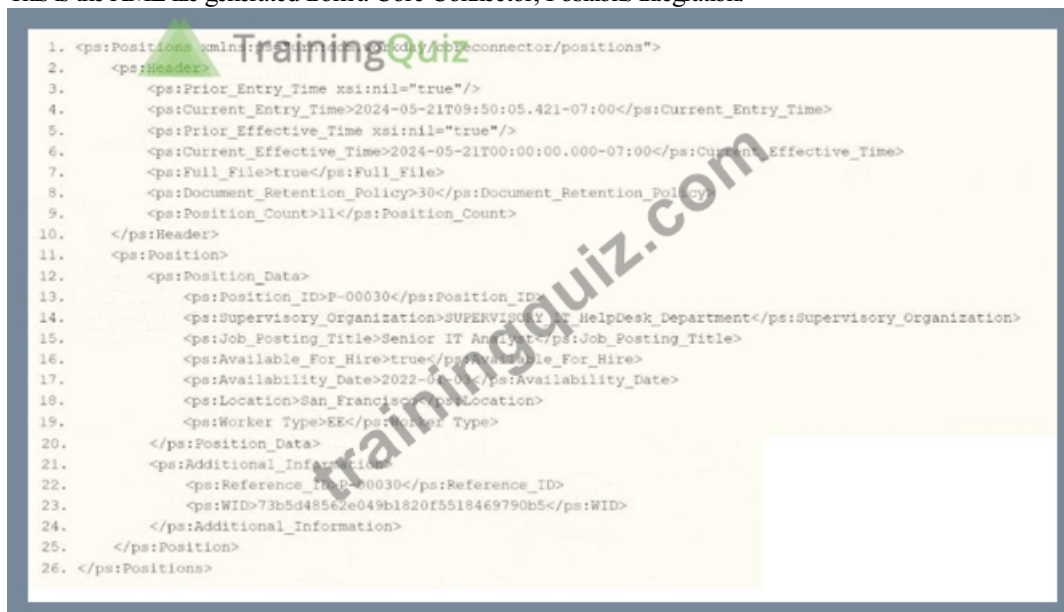 This is the XML file generated from a Core Connector; Positions integration.
TrainingQuiz
1. <ps:Positions xmlns:ps="urn:com.workday/coreconnector/positions">
2. <ps:Header>
3. <ps:Prior_Entry_Time xsi:nil="true"/>
4. <ps:Current_Entry_Time>2024-05-21T09:50:05.421-07:00</ps:Current_Entry_Time>
5. <ps:Prior_Effective_Time xsi:nil="true"/>
6. <ps:Current_Effective_Time>2024-05-21T00:00:00.000-07:00</ps:Current_Effective_Time>
7. <ps:Full_File>true</ps:Full_File>
8. <ps:Document_Retention_Policy>30</ps:Document_Retention_Policy>
9. <ps:Position_Count>11</ps:Position_Count>
10. </ps:Header>
11. <ps:Position>
12. <ps:Position_Data>
13. <ps:Position_ID>P-00030</ps:Position_ID>
14. <ps:Supervisory_Organization>SUPERVISORY_IT_HelpDesk_Department</ps:Supervisory_Organization>
15. <ps:Job_Posting_Title>Senior IT Analyst</ps:Job_Posting_Title>
16. <ps:Available_For_Hire>true</ps:Available_For_Hire>
17. <ps:Availability_Date>2022-01-03</ps:Availability_Date>
18. <ps:Location>San_Francisco</ps:Location>
19. <ps:Worker Type>EE</ps:Worker Type>
20. </ps:Position_Data>
21. <ps:Additional_Information>
22. <ps:Reference_ID>P-00030</ps:Reference_ID>
23. <ps:WID>73b5d48562e049b1820f5518469790b5</ps:WID>
24. </ps:Additional_Information>
25. </ps:Position>
26. </ps:Positions>
trainingquiz.com